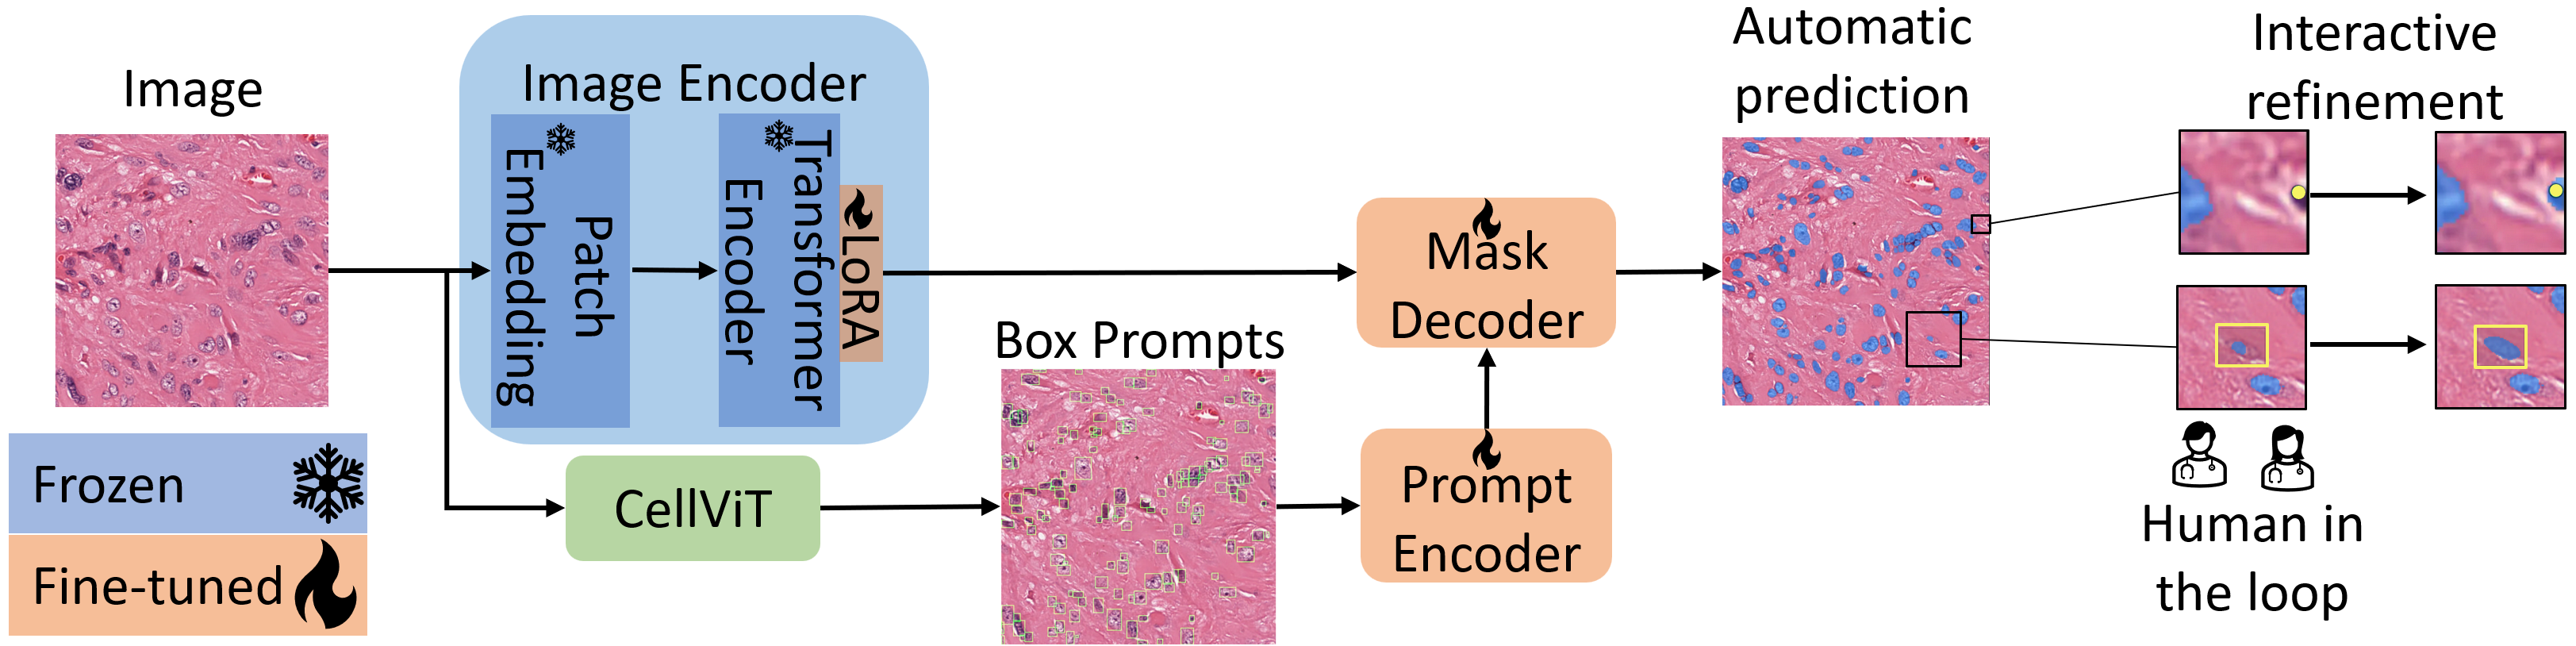 Image
Image Encoder
Patch
Embedding
Transformer
Encoder
LoRA
Frozen
Fine-tuned
CellViT
Box Prompts
Mask
Decoder
Prompt
Encoder
Automatic
prediction
Interactive
refinement
Human in
the loop